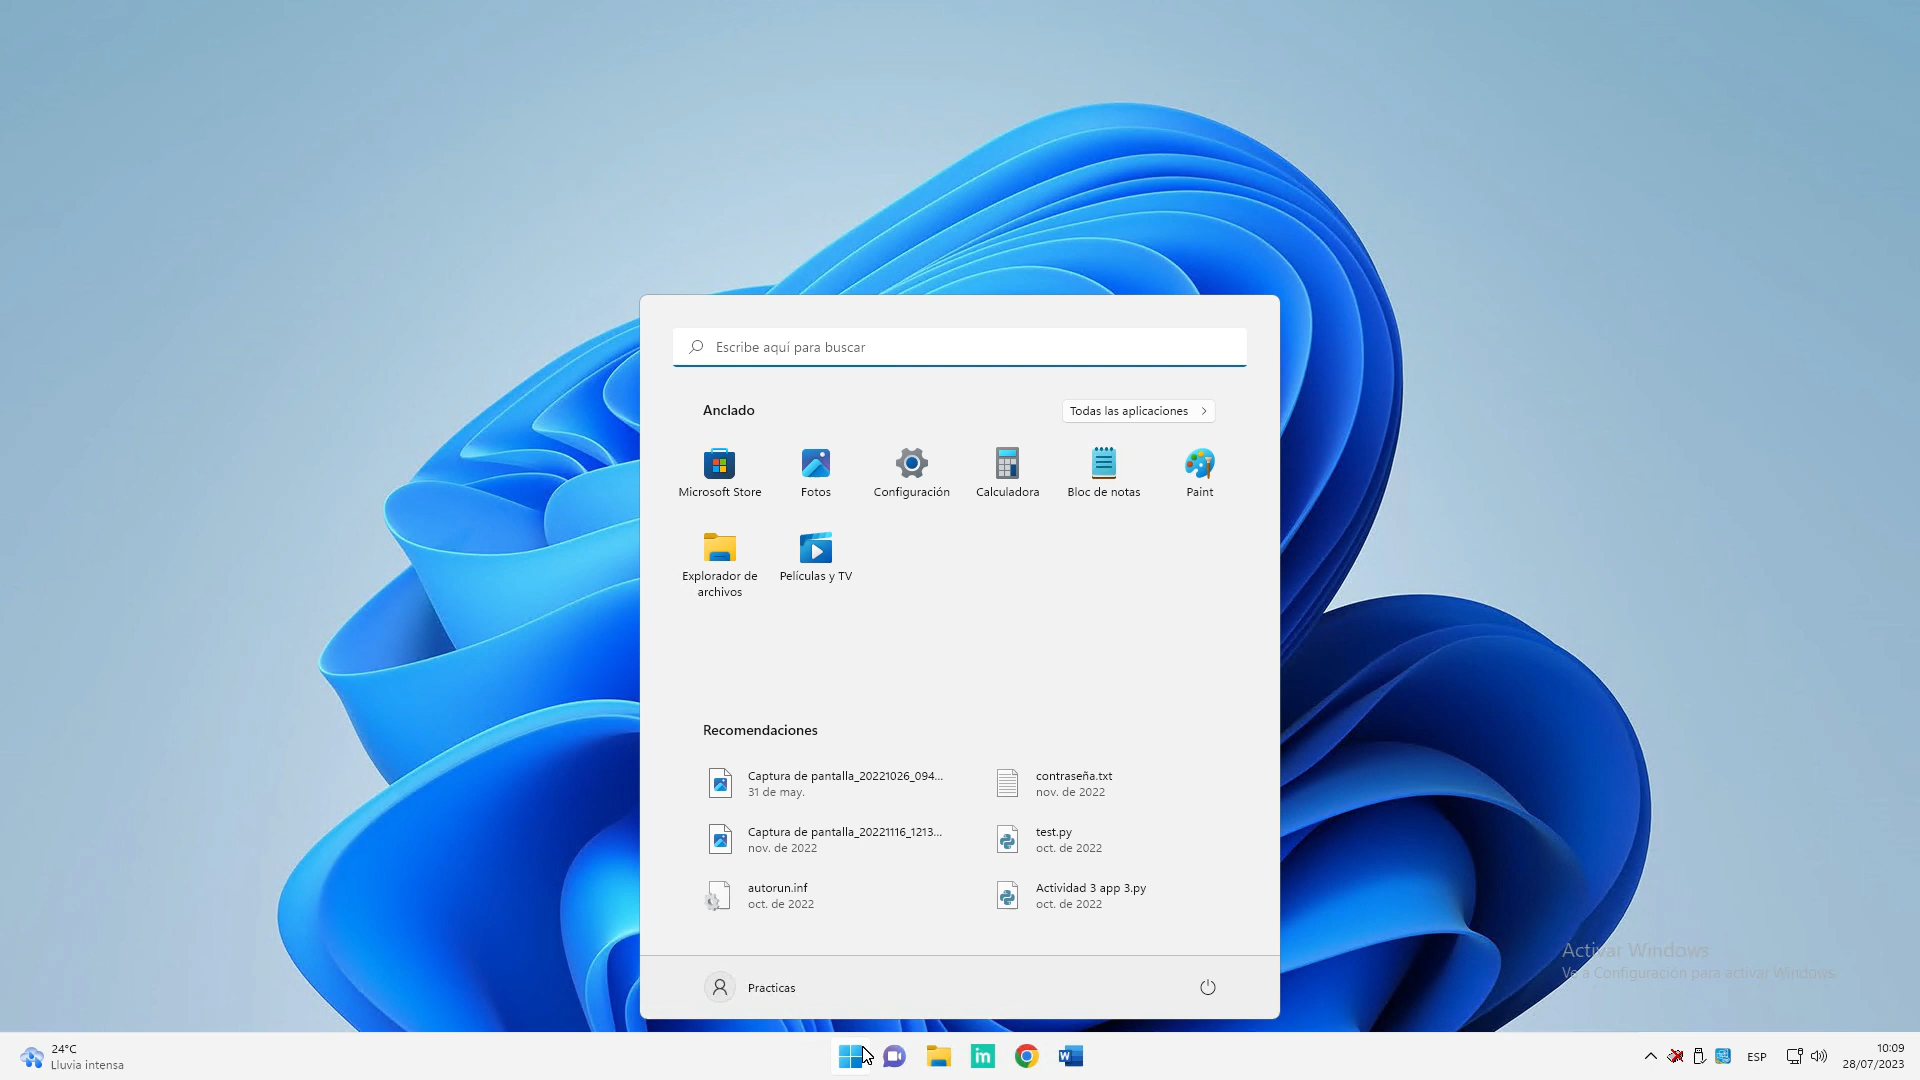 Escribe aquí para buscar
Anclado
Todas las aplicaciones
Microsoft Store
Fotos
Configuración
Calculadora
Bloc de notas
Paint
Explorador de
archivos
Películas y TV
Recomendaciones
Captura de pantalla_20221026_094...
31 de may.
contraseña.txt
nov. de 2022
Captura de pantalla_20221116_1213...
nov. de 2022
test.py
oct. de 2022
autorun.inf
oct. de 2022
Actividad 3 app 3.py
oct. de 2022
Activar Windows
Ve a Configuración para activar Windows.
Practicas
24°C
Lluvia intensa
in
W
ESP
10:09
28/07/2023